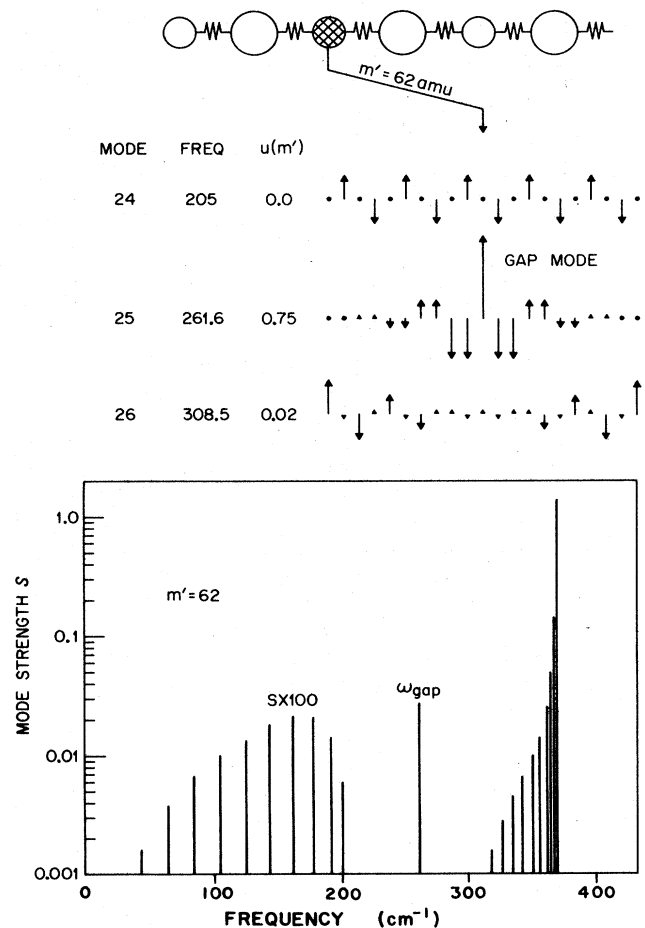 m' = 62 amu
MODE FREQ u(m')
24 205 0.0
GAP MODE
25 261.6 0.75
26 308.5 0.02
1.0
m' = 62
0.1
SX100
ωgap
0.01
0.001
MODE STRENGTH S
0 100 200 300 400
FREQUENCY (cm⁻¹)